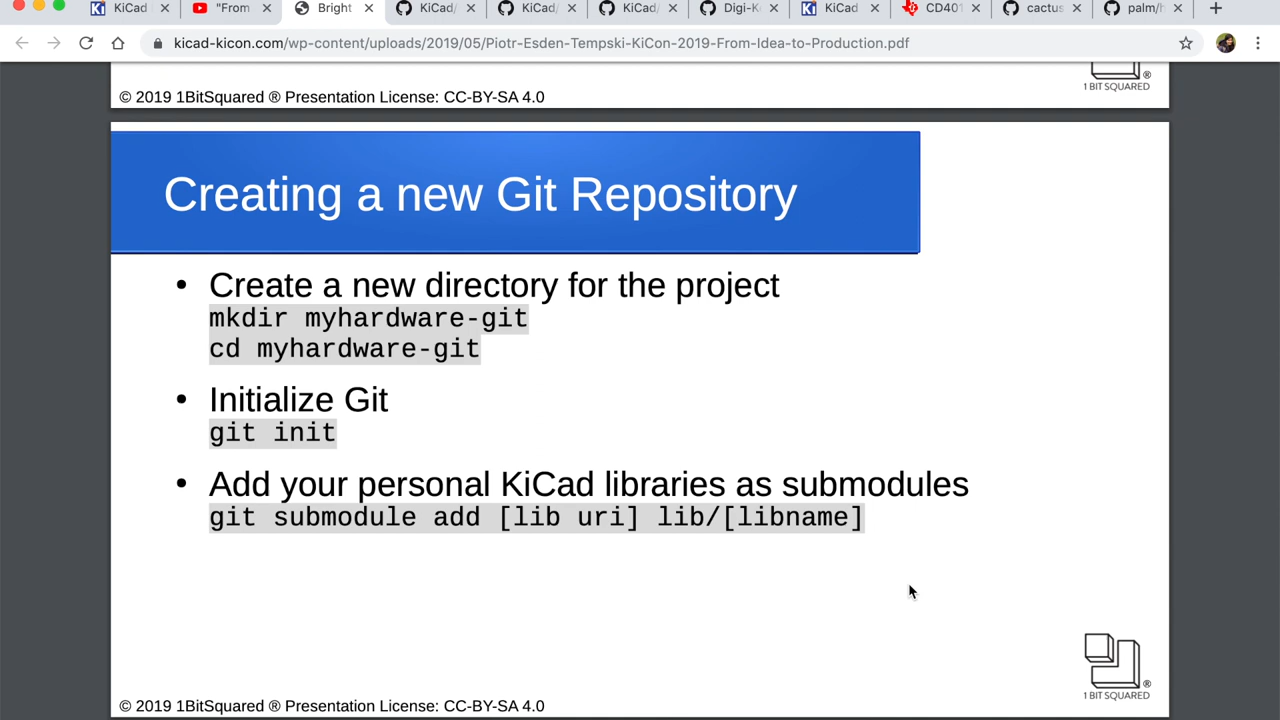 KiCad
"From
Bright
KiCad/
KiCad/
KiCad/
Digi-K
KiCad
CD401
cactus
palm/h
kicad-kicon.com/wp-content/uploads/2019/05/Piotr-Esden-Tempski-KiCon-2019-From-Idea-to-Production.pdf
1 BIT SQUARED ®
© 2019 1BitSquared ® Presentation License: CC-BY-SA 4.0
Creating a new Git Repository
• Create a new directory for the project
mkdir myhardware-git
cd myhardware-git
• Initialize Git
git init
• Add your personal KiCad libraries as submodules
git submodule add [lib uri] lib/[libname]
1 BIT SQUARED ®
© 2019 1BitSquared ® Presentation License: CC-BY-SA 4.0